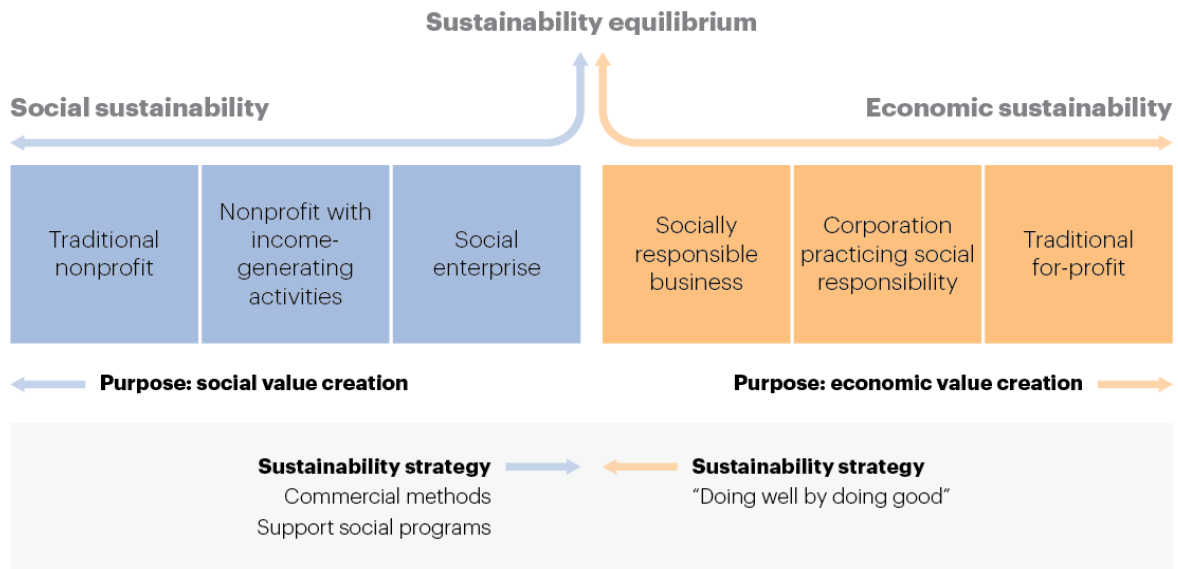 Sustainability equilibrium
Social sustainability
Economic sustainability
Traditional
nonprofit
Nonprofit with
income-
generating
activities
Social
enterprise
Socially
responsible
business
Corporation
practicing social
responsibility
Traditional
for-profit
Purpose: social value creation
Purpose: economic value creation
Sustainability strategy
Commercial methods
Support social programs
Sustainability strategy
“Doing well by doing good”